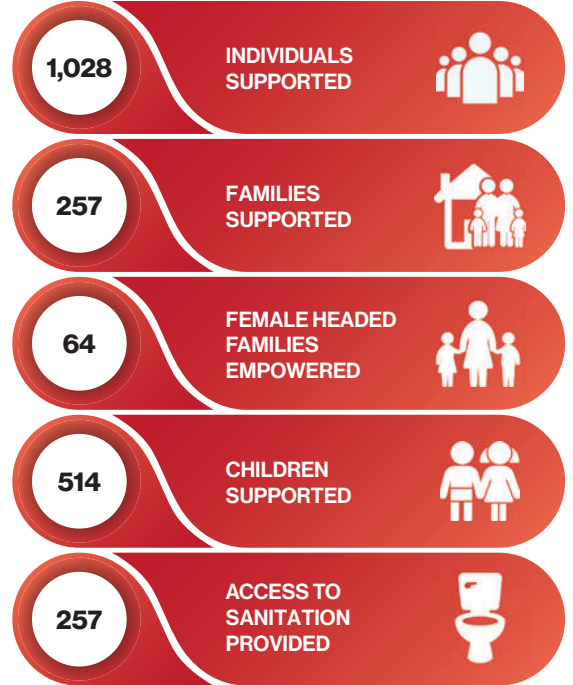 1,028
INDIVIDUALS
SUPPORTED
257
FAMILIES
SUPPORTED
64
FEMALE HEADED
FAMILIES
EMPOWERED
514
CHILDREN
SUPPORTED
257
ACCESS TO
SANITATION
PROVIDED